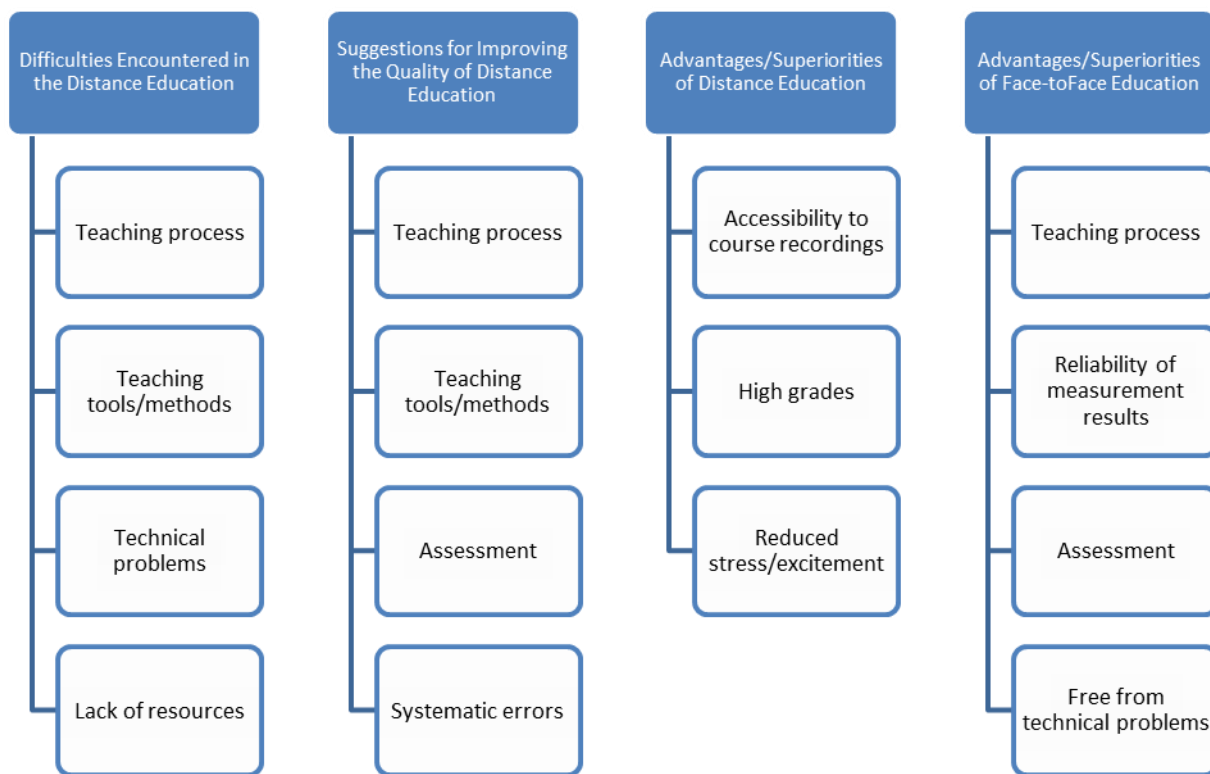 Difficulties Encountered in
the Distance Education
Teaching process
Teaching
tools/methods
Technical
problems
Lack of resources
Suggestions for Improving
the Quality of Distance
Education
Teaching process
Teaching
tools/methods
Assessment
Systematic errors
Advantages/Superiorities
of Distance Education
Accessibility to
course recordings
High grades
Reduced
stress/excitement
Advantages/Superiorities
of Face-toFace Education
Teaching process
Reliability of
measurement
results
Assessment
Free from
technical problems